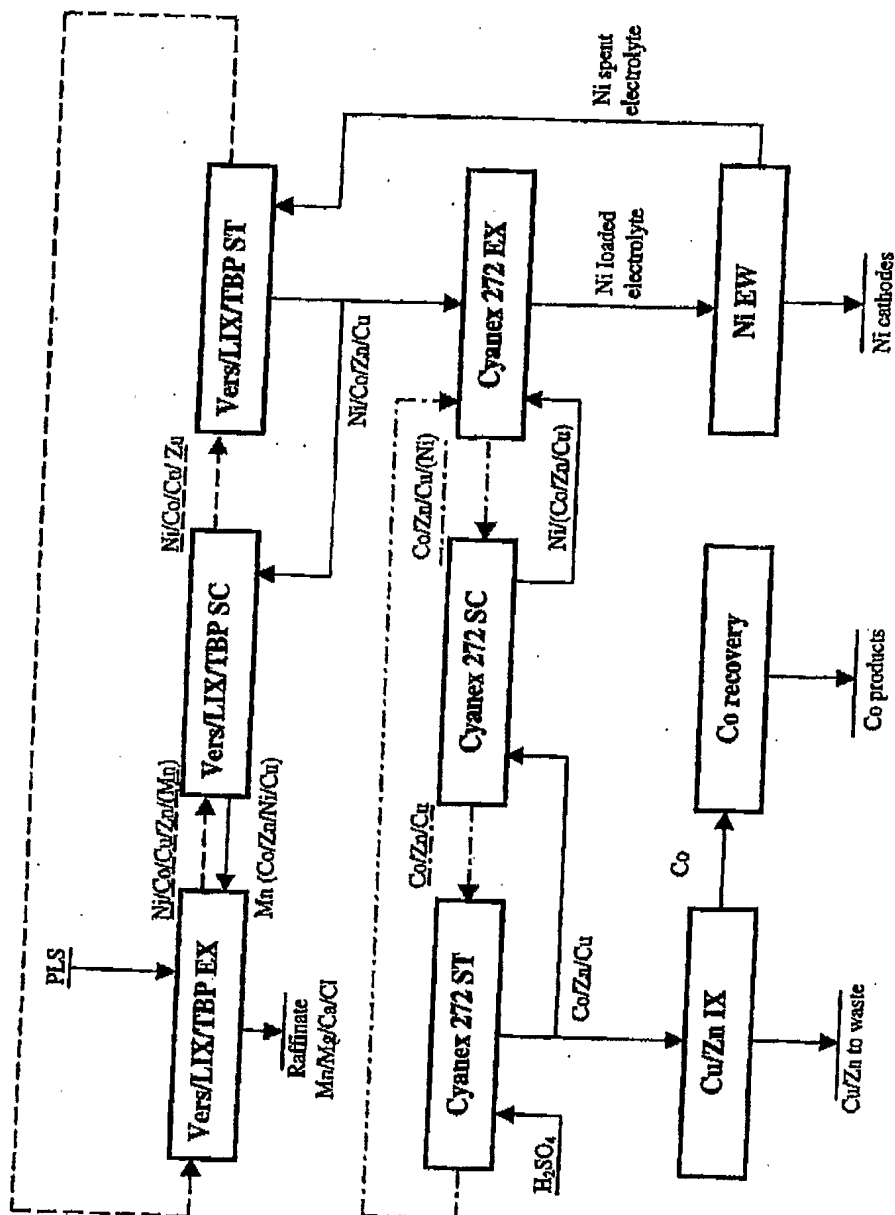 PLS
Vers/LIX/TBP EX
Raffinate
Mn/Mg/Ca/Cl
Ni/Co/Cu/Zn/(Mn)
Mn (Co/Zn/Ni/Cu)
Vers/LIX/TBP SC
Ni/Co/Cu/Zn
Vers/LIX/TBP ST
Ni/Co/Zn/Cu
Ni spent
electrolyte
H₂SO₄
Cyanex 272 ST
Co/Zn/Cu
Co/Zn/Cu
Cyanex 272 SC
Co/Zn/Cu/(Ni)
Ni/(Co/Zn/Cu)
Cyanex 272 EX
Ni loaded
electrolyte
Cu/Zn IX
Cu/Zn to waste
Co
Co recovery
Co products
Ni EW
Ni cathodes